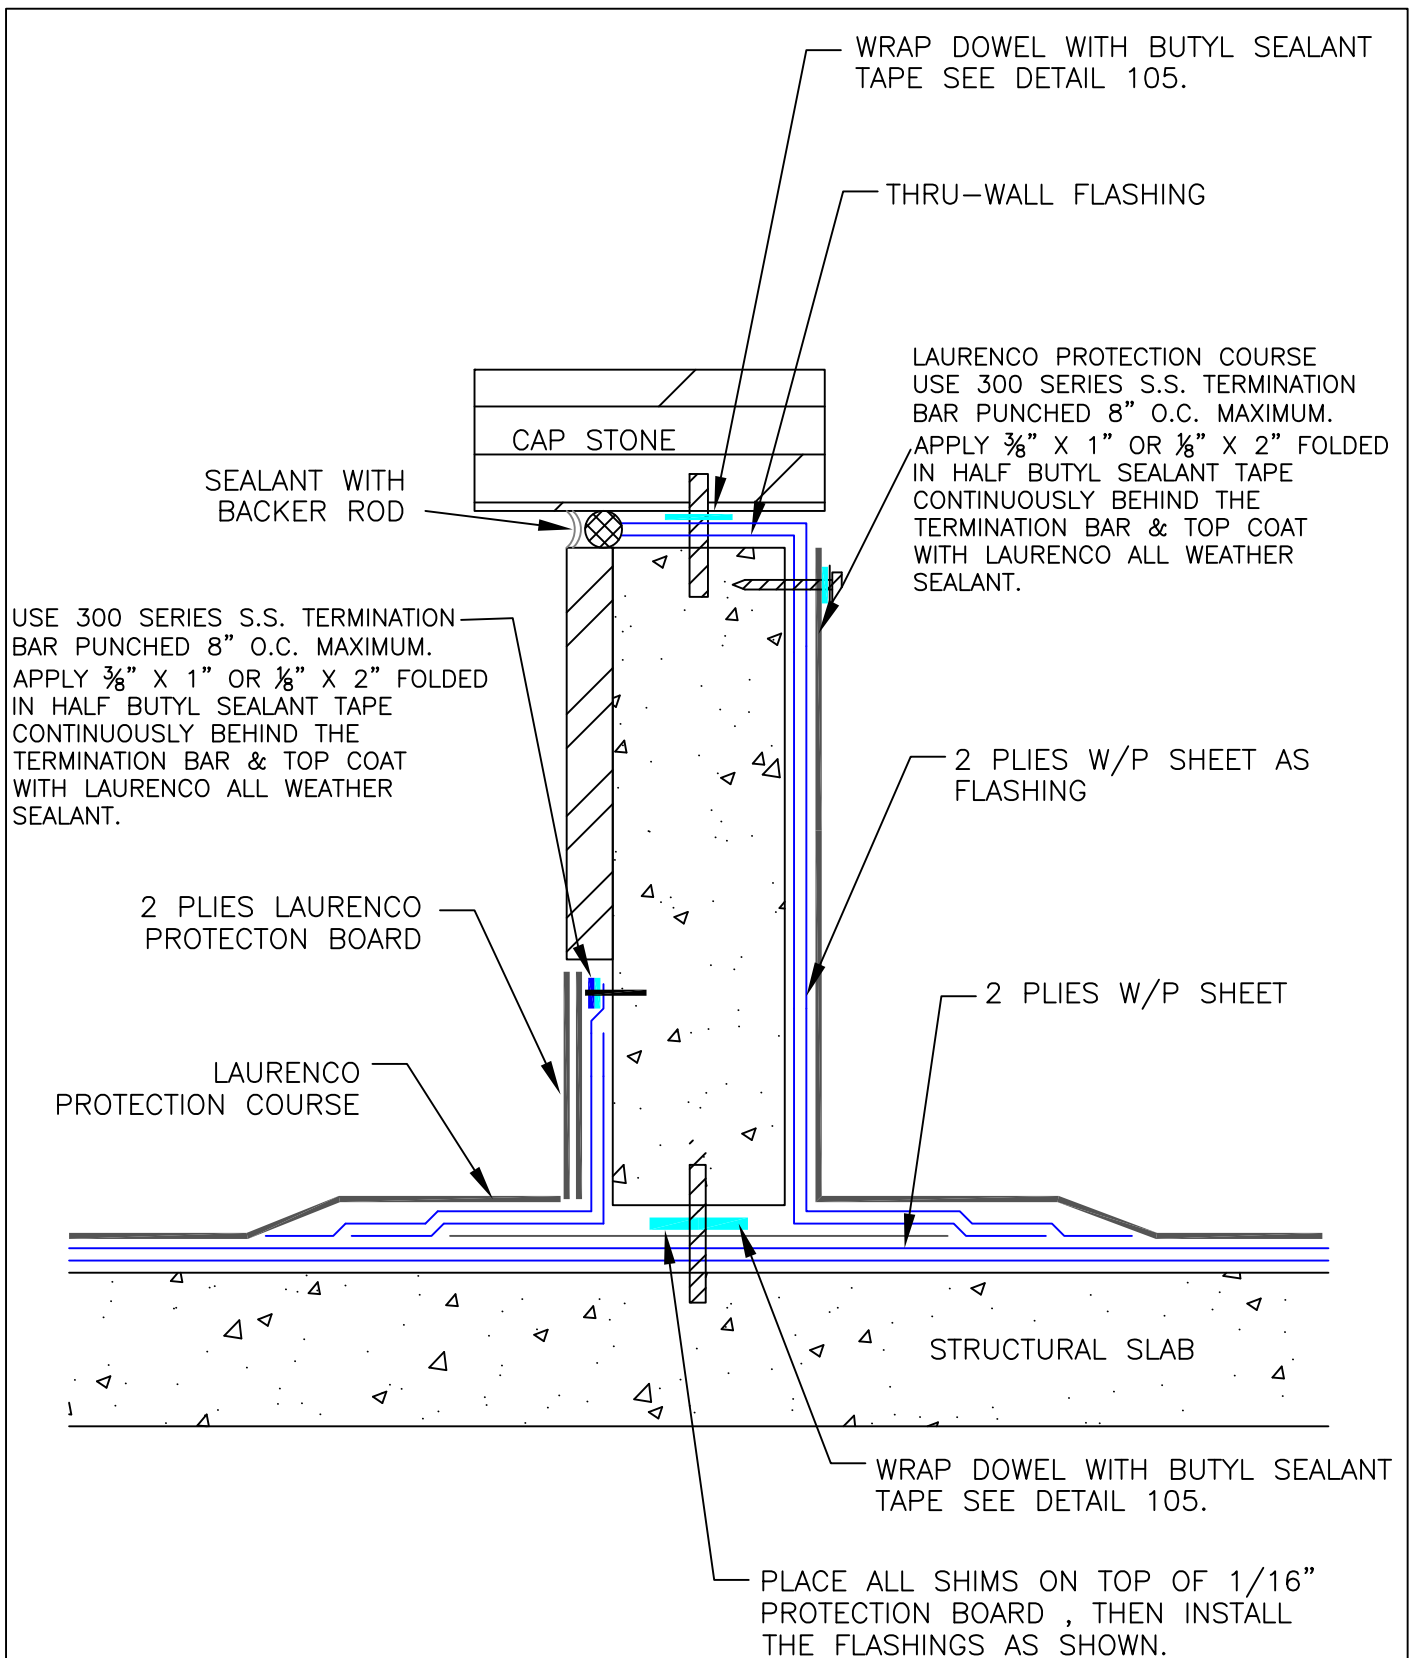 WRAP DOWEL WITH BUTYL SEALANT
TAPE SEE DETAIL 105.
THRU-WALL FLASHING
LAURENCO PROTECTION COURSE
USE 300 SERIES S.S. TERMINATION
BAR PUNCHED 8" O.C. MAXIMUM.
APPLY ⅜" X 1" OR ⅛" X 2" FOLDED
IN HALF BUTYL SEALANT TAPE
CONTINUOUSLY BEHIND THE
TERMINATION BAR & TOP COAT
WITH LAURENCO ALL WEATHER
SEALANT.
CAP STONE
SEALANT WITH
BACKER ROD
USE 300 SERIES S.S. TERMINATION
BAR PUNCHED 8" O.C. MAXIMUM.
APPLY ⅜" X 1" OR ⅛" X 2" FOLDED
IN HALF BUTYL SEALANT TAPE
CONTINUOUSLY BEHIND THE
TERMINATION BAR & TOP COAT
WITH LAURENCO ALL WEATHER
SEALANT.
2 PLIES W/P SHEET AS
FLASHING
2 PLIES LAURENCO
PROTECTON BOARD
2 PLIES W/P SHEET
LAURENCO
PROTECTION COURSE
STRUCTURAL SLAB
WRAP DOWEL WITH BUTYL SEALANT
TAPE SEE DETAIL 105.
PLACE ALL SHIMS ON TOP OF 1/16"
PROTECTION BOARD , THEN INSTALL
THE FLASHINGS AS SHOWN.